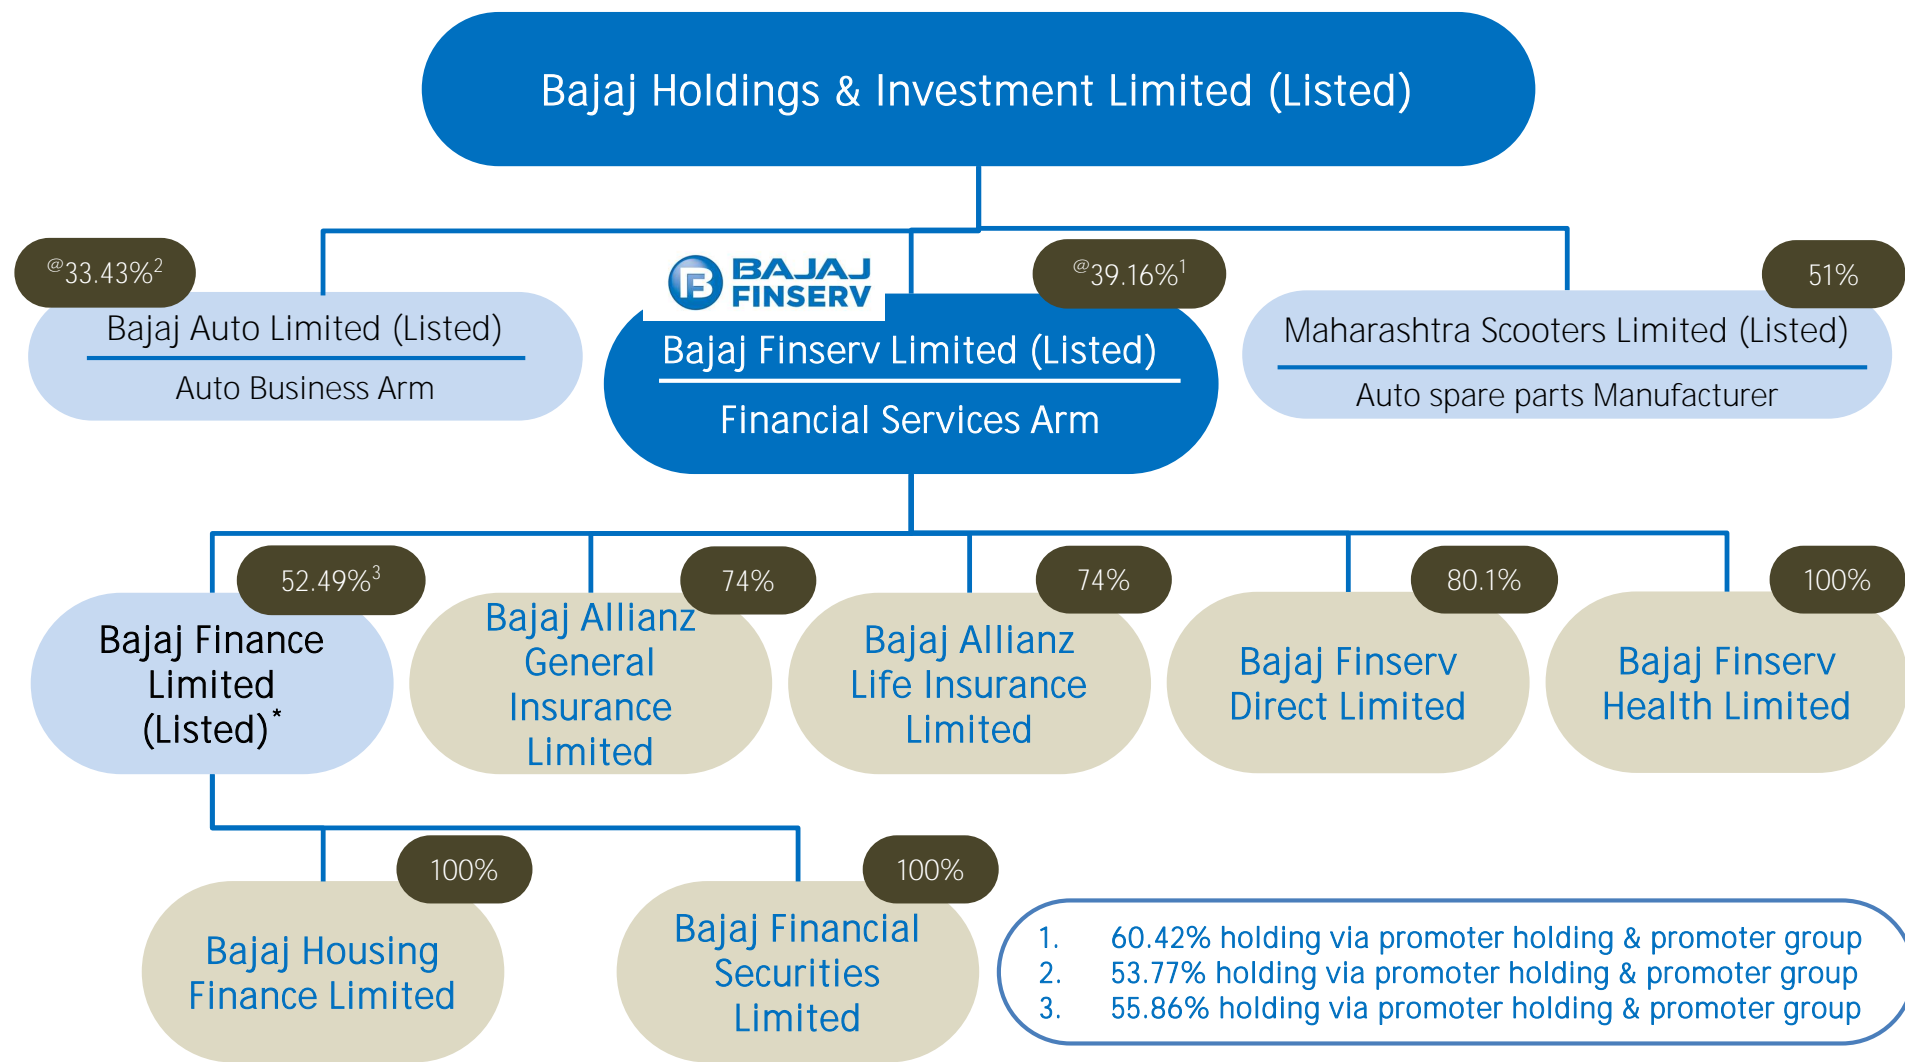 Bajaj Holdings & Investment Limited (Listed)
@33.43%2
Bajaj Auto Limited (Listed)
Auto Business Arm
BAJAJ
FINSERV
@39.16%1
Bajaj Finserv Limited (Listed)
Financial Services Arm
51%
Maharashtra Scooters Limited (Listed)
Auto spare parts Manufacturer
52.49%3
Bajaj Finance
Limited
(Listed)*
74%
Bajaj Allianz
General
Insurance
Limited
74%
Bajaj Allianz
Life Insurance
Limited
80.1%
Bajaj Finserv
Direct Limited
100%
Bajaj Finserv
Health Limited
100%
Bajaj Housing
Finance Limited
100%
Bajaj Financial
Securities
Limited
1. 60.42% holding via promoter holding & promoter group
2. 53.77% holding via promoter holding & promoter group
3. 55.86% holding via promoter holding & promoter group